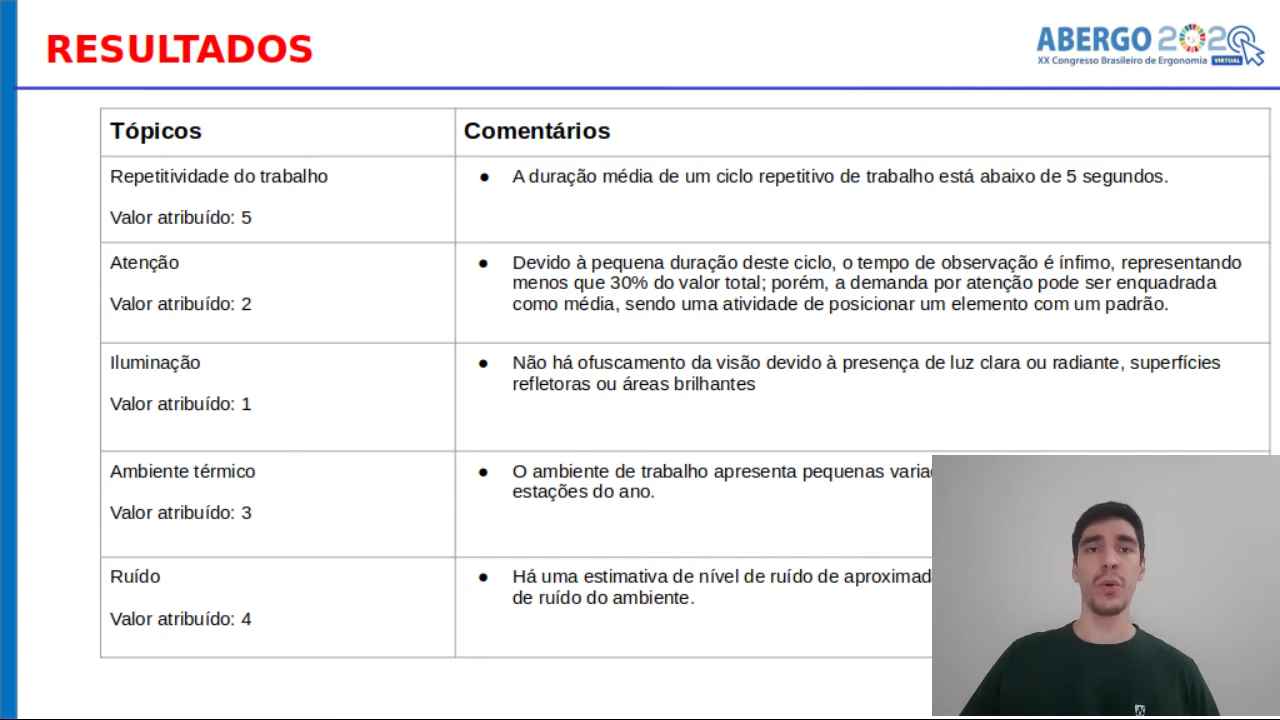 RESULTADOS
ABERGO 2020
XX Congresso Brasileiro de Ergonomia VIRTUAL
Tópicos
Comentários
Repetitividade do trabalho
Valor atribuído: 5
● A duração média de um ciclo repetitivo de trabalho está abaixo de 5 segundos.
Atenção
Valor atribuído: 2
● Devido à pequena duração deste ciclo, o tempo de observação é ínfimo, representando
menos que 30% do valor total; porém, a demanda por atenção pode ser enquadrada
como média, sendo uma atividade de posicionar um elemento com um padrão.
Iluminação
Valor atribuído: 1
● Não há ofuscamento da visão devido à presença de luz clara ou radiante, superfícies
refletoras ou áreas brilhantes
Ambiente térmico
Valor atribuído: 3
● O ambiente de trabalho apresenta pequenas
estações do ano.
Ruído
Valor atribuído: 4
● Há uma estimativa de nível de ruído de
de ruído do ambiente.